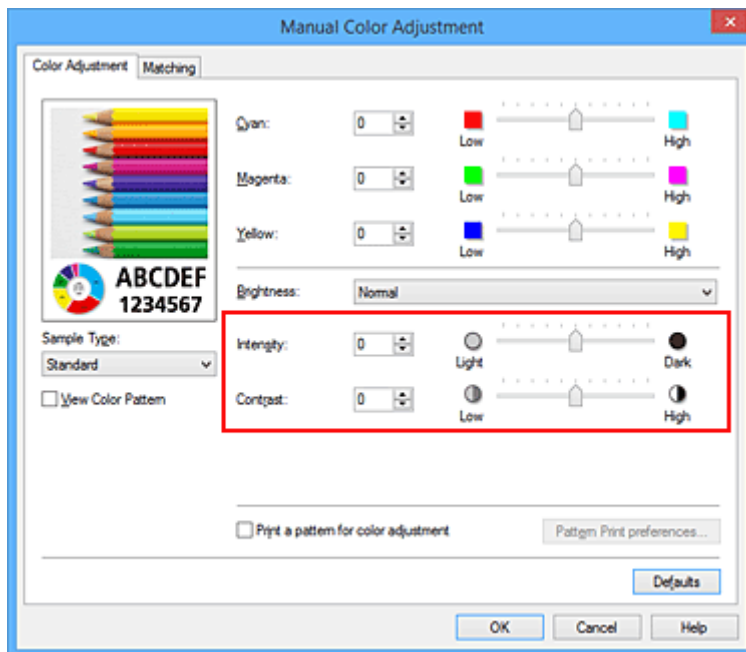 Manual Color Adjustment
Color Adjustment Matching
Cyan: 0 Low High
Magenta: 0 Low High
Yellow: 0 Low High
ABCDEF
1234567
Brightness: Normal
Sample Type:
Standard
Intensity: 0 Light Dark
View Color Pattern
Contrast: 0 Low High
Print a pattern for color adjustment Pattern Print preferences...
Defaults
OK Cancel Help